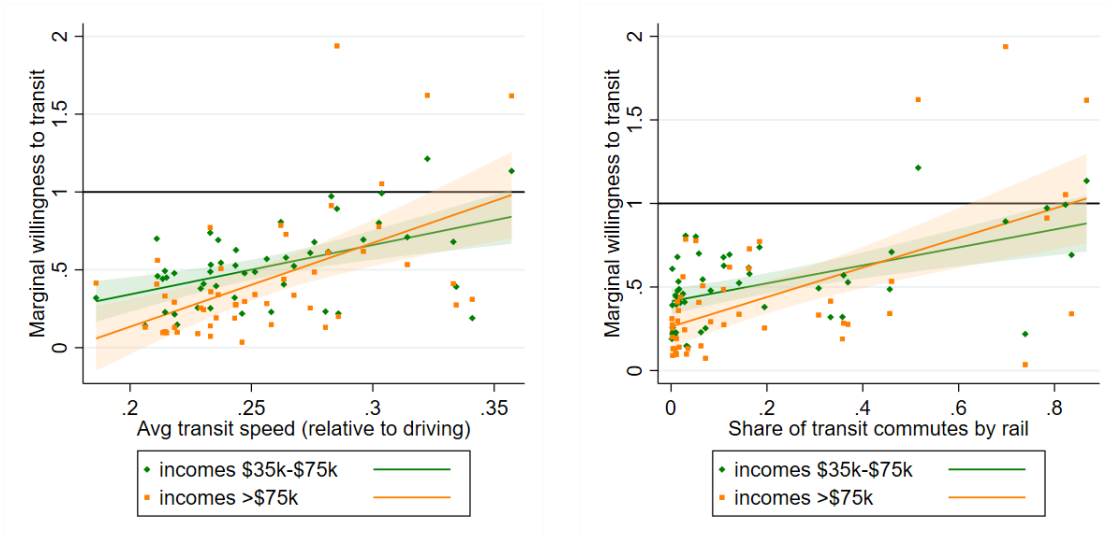 Marginal willingness to transit
2
1.5
1
.5
0
.2 .25 .3 .35
Avg transit speed (relative to driving)
incomes $35k-$75k
incomes >$75k
Marginal willingness to transit
2
1.5
1
.5
0
0 .2 .4 .6 .8
Share of transit commutes by rail
incomes $35k-$75k
incomes >$75k